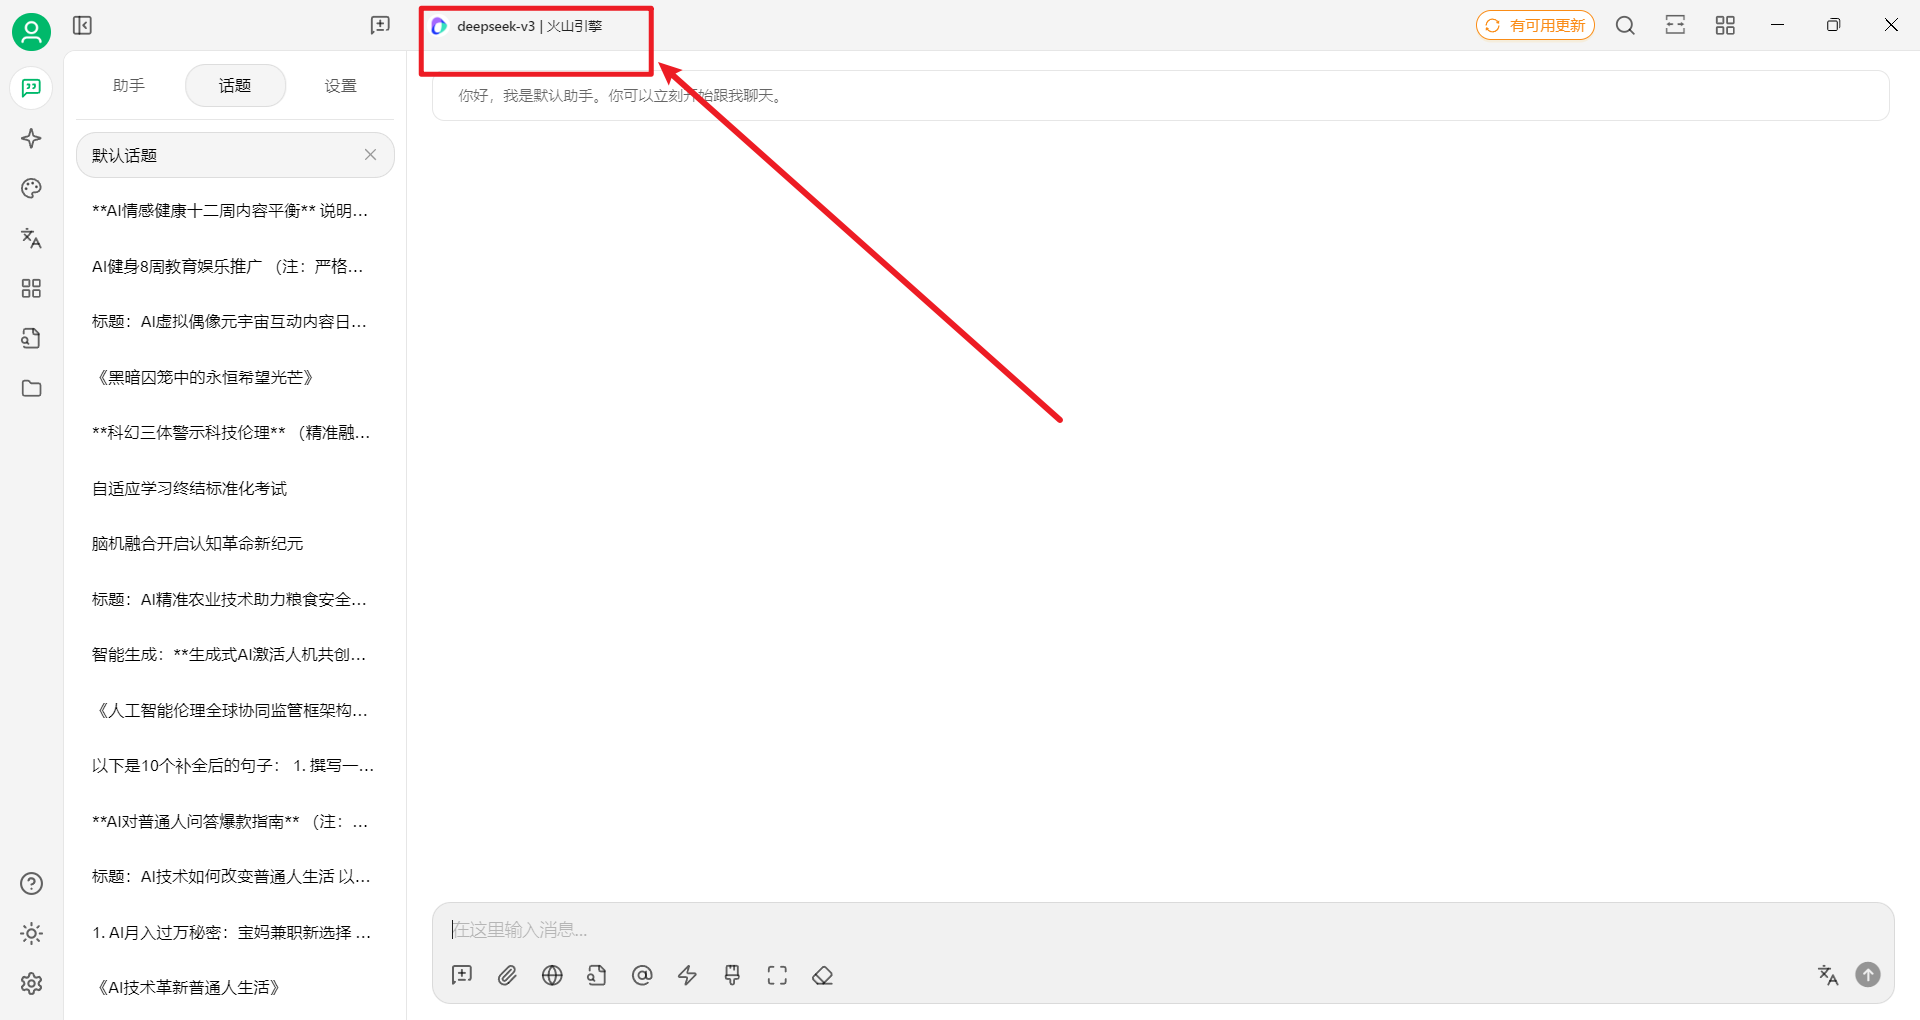 deepseek-v3 | 火山引擎
有可用更新
助手
话题
设置
默认话题
**AI情感健康十二周内容平衡** 说明...
AI健身8周教育娱乐推广 （注：严格...
标题：AI虚拟偶像元宇宙互动内容日...
《黑暗囚笼中的永恒希望光芒》
**科幻三体警示科技伦理** （精准融...
自适应学习终结标准化考试
脑机融合开启认知革命新纪元
标题：AI精准农业技术助力粮食安全...
智能生成：**生成式AI激活人机共创...
《人工智能伦理全球协同监管框架构...
以下是10个补全后的句子： 1. 撰写一...
**AI对普通人问答爆款指南** （注：...
标题：AI技术如何改变普通人生活 以...
1. AI月入过万秘密：宝妈兼职新选择 ...
《AI技术革新普通人生活》
你好，我是默认助手。你可以立刻开始跟我聊天。
在这里输入消息...